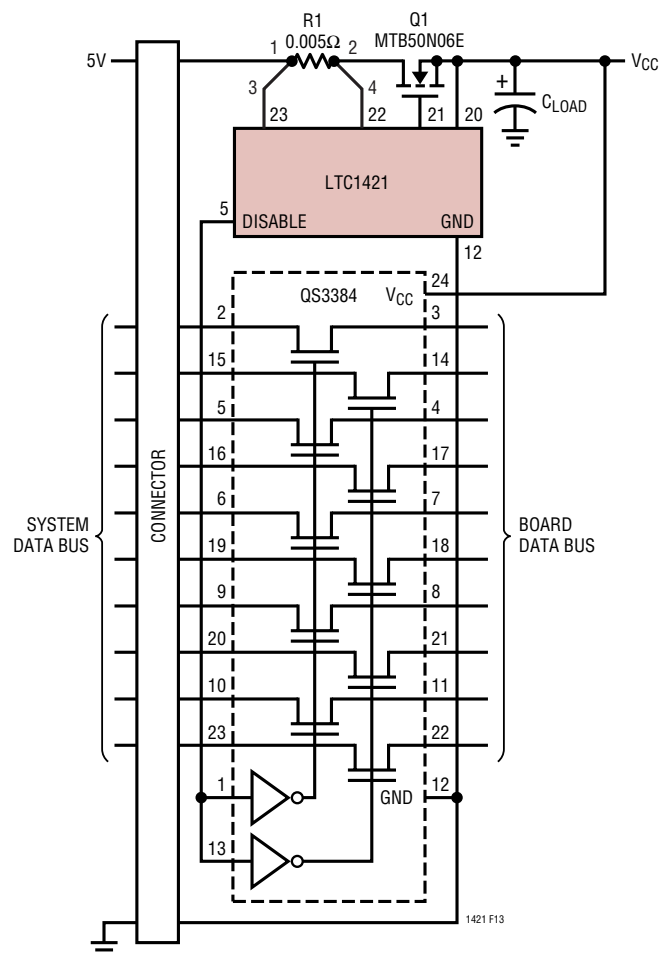 R1
0.005Ω
Q1
MTB50N06E
5V
1
2
VCC
3
4
+
CLOAD
23
22
21
20
LTC1421
5
DISABLE
GND
12
24
QS3384
VCC
2
3
15
14
5
4
16
17
6
7
19
18
9
8
20
21
10
11
23
22
1
GND
12
13
SYSTEM
DATA BUS
CONNECTOR
BOARD
DATA BUS
1421 F13